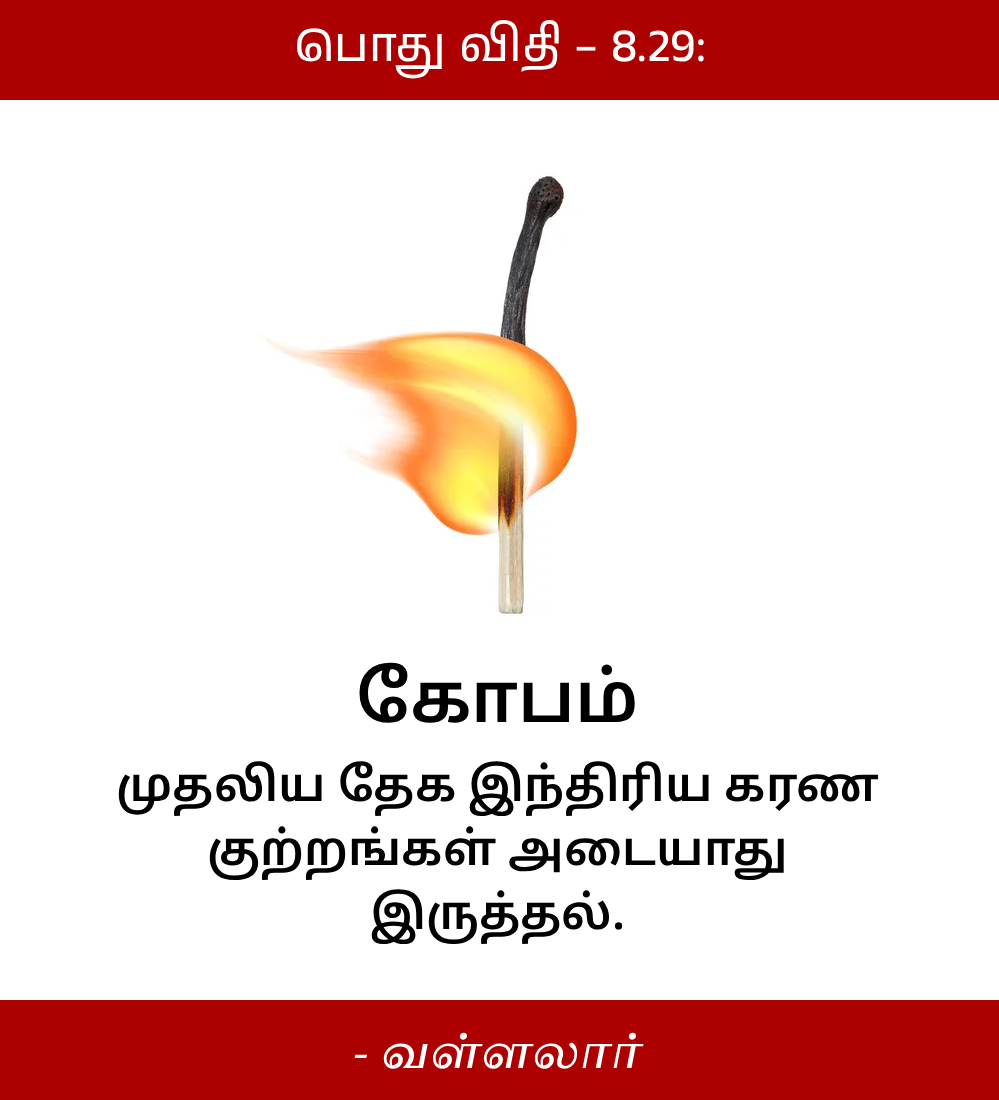 பொது விதி – 8.29:
கோபம்
முதலிய தேக இந்திரிய கரண
குற்றங்கள் அடையாது
இருத்தல்.
- வள்ளலார்